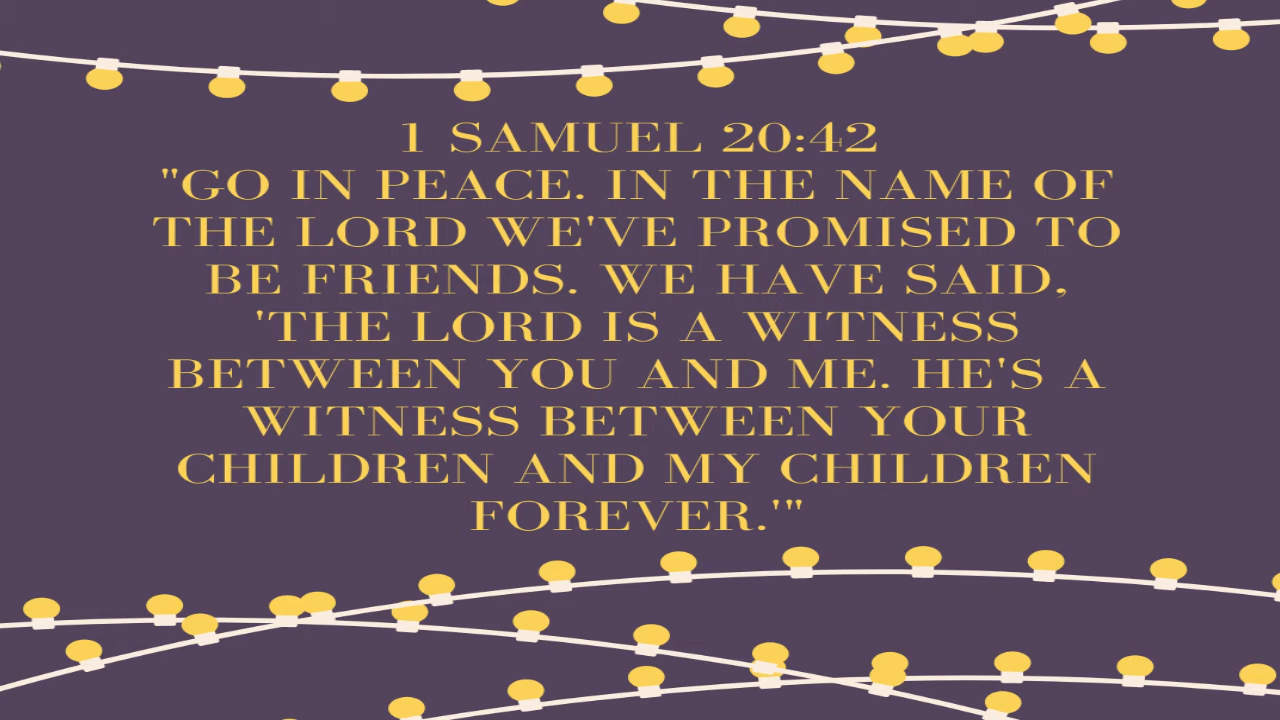 1 SAMUEL 20:42
"GO IN PEACE. IN THE NAME OF
THE LORD WE'VE PROMISED TO
BE FRIENDS. WE HAVE SAID,
'THE LORD IS A WITNESS
BETWEEN YOU AND ME. HE'S A
WITNESS BETWEEN YOUR
CHILDREN AND MY CHILDREN
FOREVER.'"